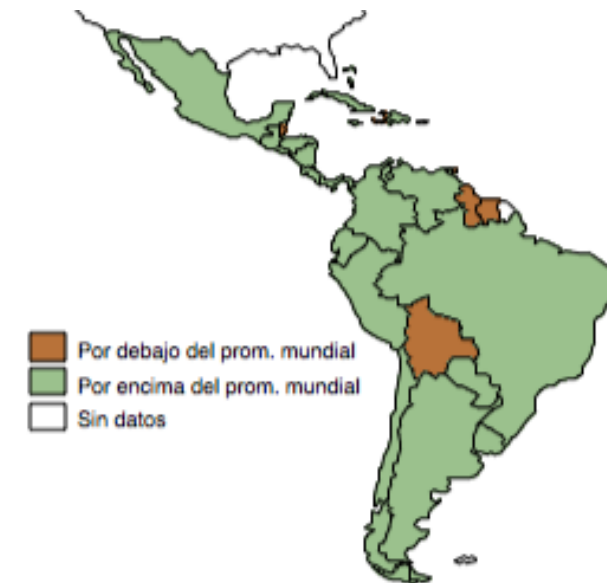 Por debajo del prom. mundial
Por encima del prom. mundial
Sin datos